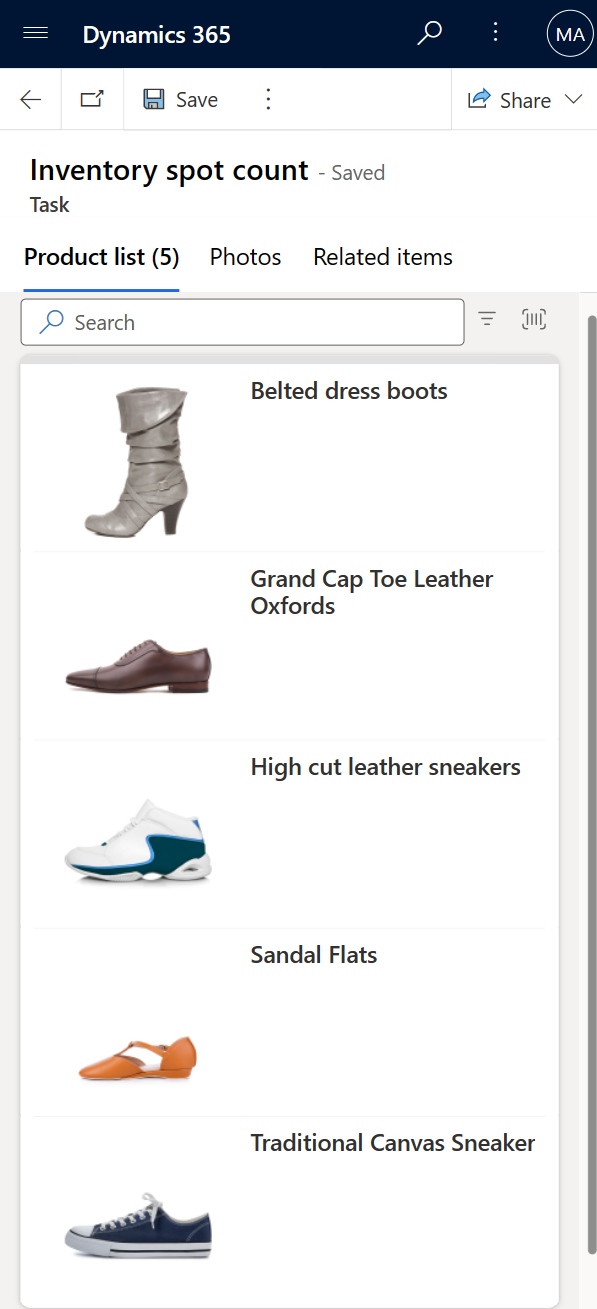 Dynamics 365
MA
Save
Share
Inventory spot count - Saved
Task
Product list (5)
Photos
Related items
Search
Belted dress boots
Grand Cap Toe Leather
Oxfords
High cut leather sneakers
Sandal Flats
Traditional Canvas Sneaker